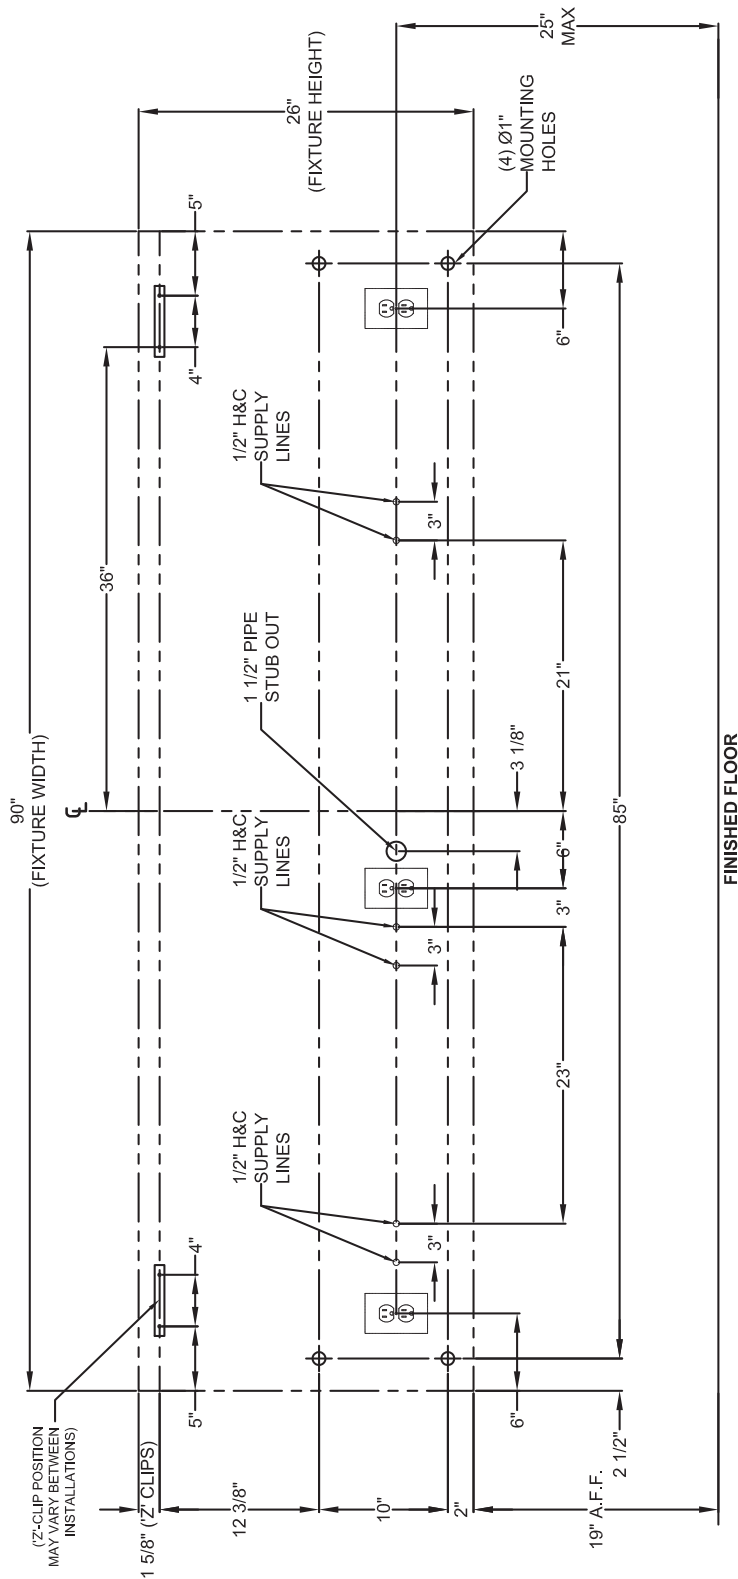 ('Z'-CLIP POSITION
MAY VARY BETWEEN
INSTALLATIONS)
90"
(FIXTURE WIDTH)
℄
36"
5"
4"
4"
5"
26"
(FIXTURE HEIGHT)
25"
MAX
1 5/8" ('Z' CLIPS)
12 3/8"
10"
2"
19" A.F.F.
1/2" H&C
SUPPLY
LINES
1/2" H&C
SUPPLY
LINES
1 1/2" PIPE
STUB OUT
1/2" H&C
SUPPLY
LINES
(4) Ø1"
MOUNTING
HOLES
3"
3"
3"
6"
23"
3"
6"
3 1/8"
21"
6"
2 1/2"
85"
FINISHED FLOOR